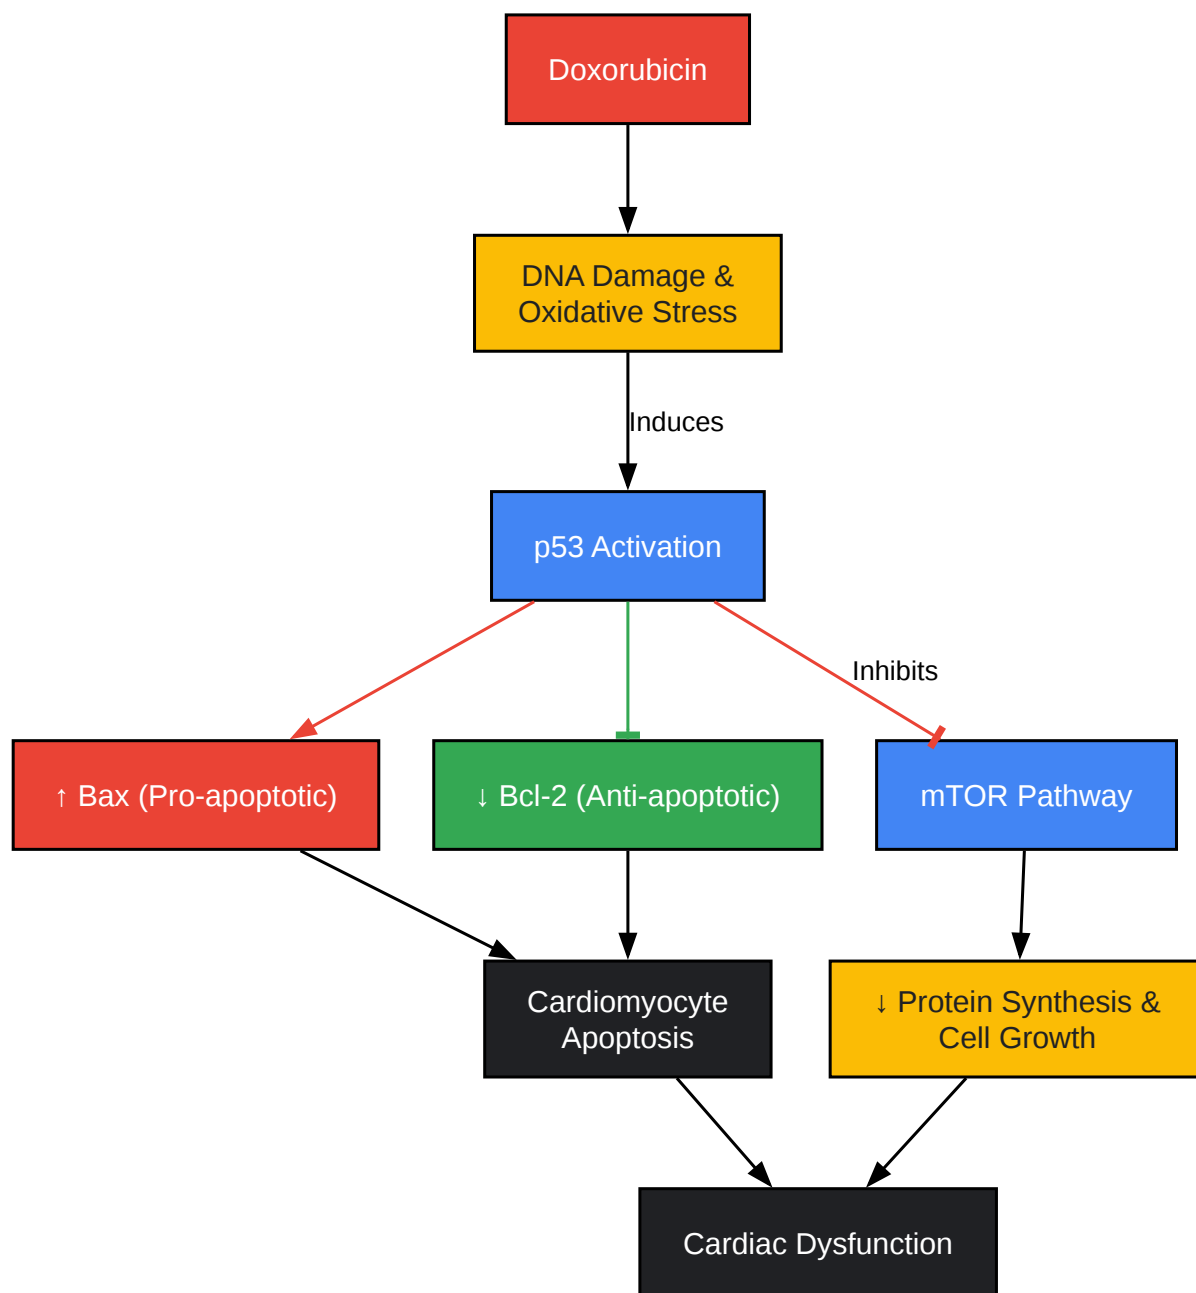 Doxorubicin
DNA Damage &
Oxidative Stress
Induces
p53 Activation
Inhibits
↑ Bax (Pro-apoptotic)
↓ Bcl-2 (Anti-apoptotic)
mTOR Pathway
Cardiomyocyte
Apoptosis
↓ Protein Synthesis &
Cell Growth
Cardiac Dysfunction